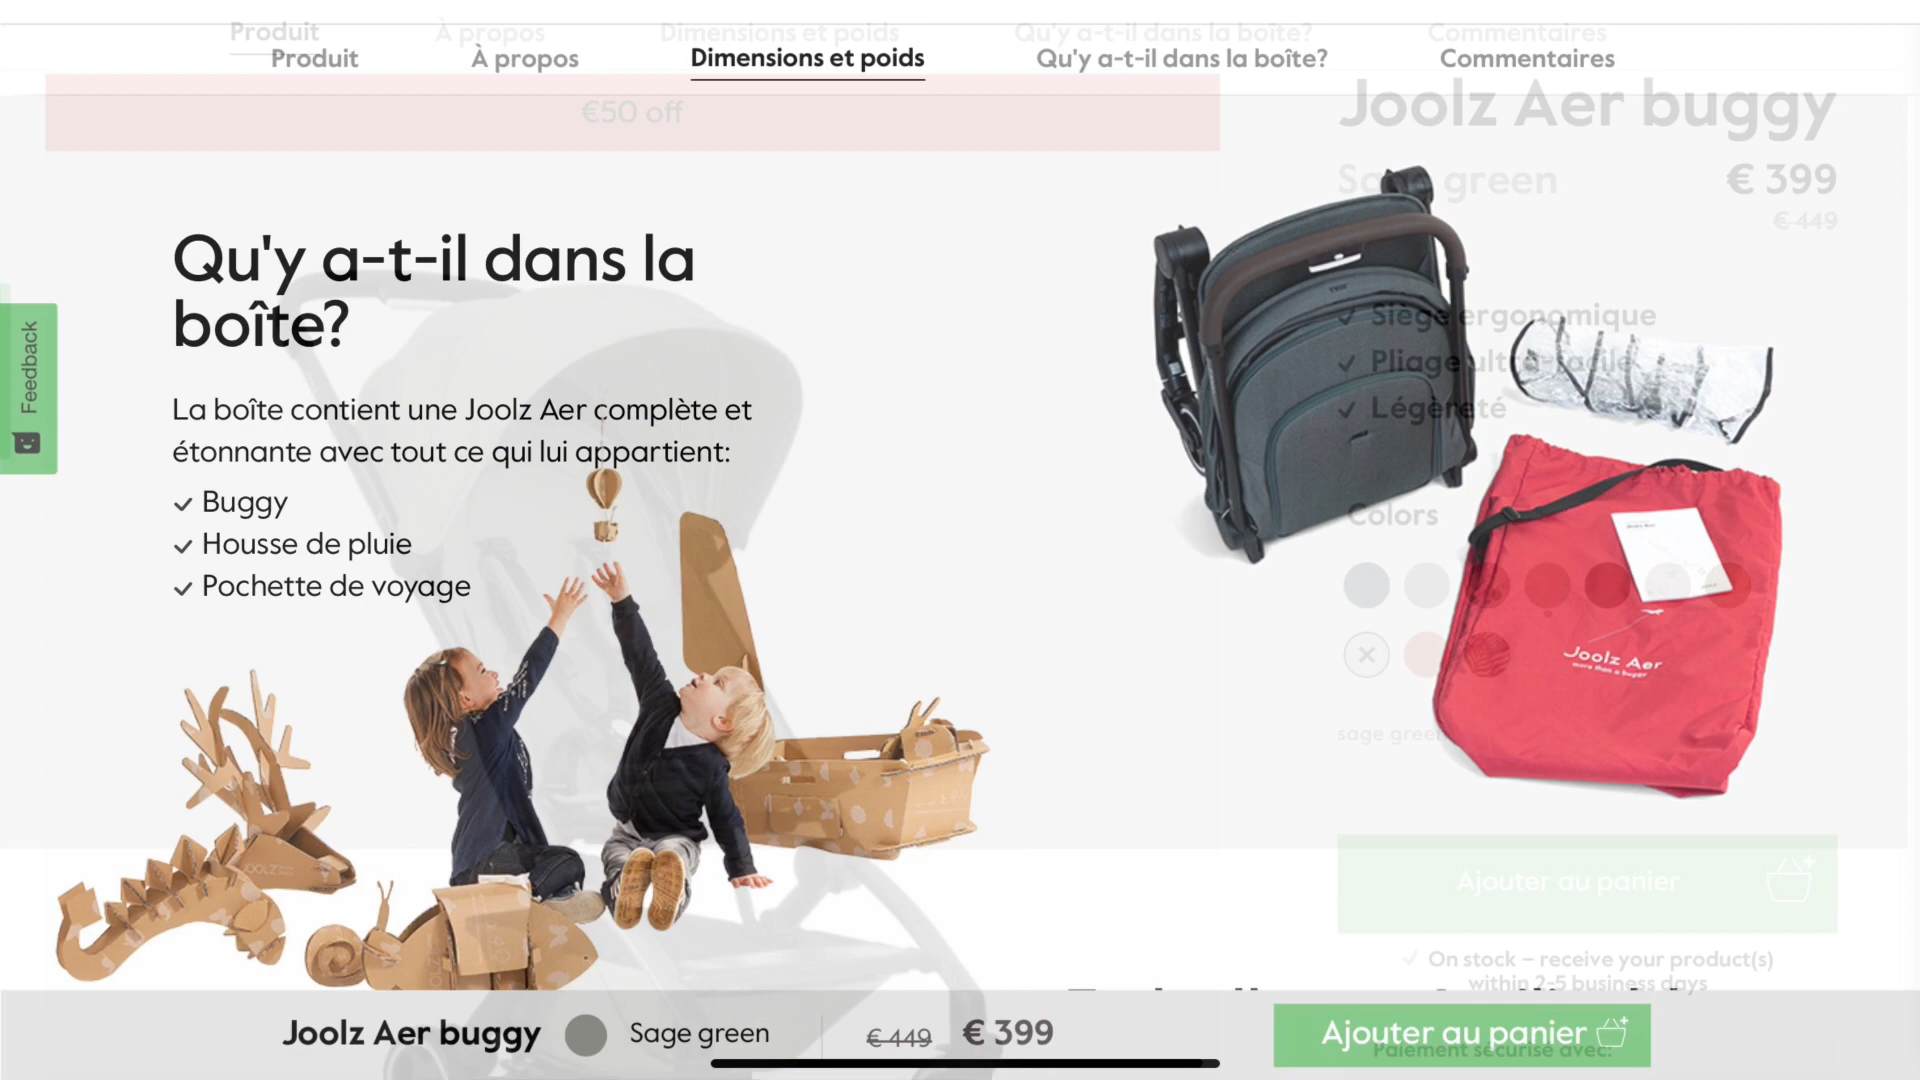 Produit
À propos
Dimensions et poids
Qu'y a-t-il dans la boîte?
Commentaires
Produit
À propos
Dimensions et poids
Qu'y a-t-il dans la boîte?
Commentaires
€50 off
Joolz Aer buggy
Sage green
€ 399
€ 449
Feedback
Qu'y a-t-il dans la
boîte?
La boîte contient une Joolz Aer complète et
étonnante avec tout ce qui lui appartient:
Buggy
Housse de pluie
Pochette de voyage
Siège ergonomique
Pliage ultra-facile
Légèreté
Colors
Joolz Aer
more than a buggy
sage green
Ajouter au panier
On stock – receive your product(s)
within 2-5 business days
Joolz Aer buggy
Sage green
€ 449
€ 399
Ajouter au panier
Paiement sécurisé avec: